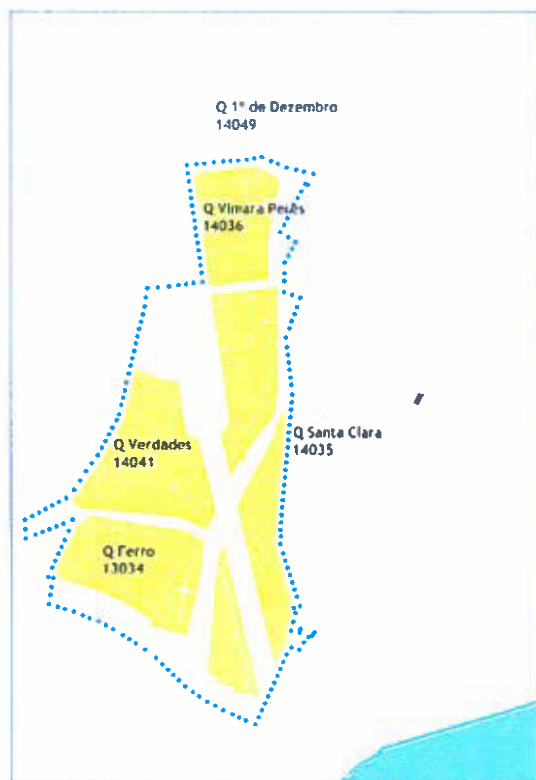 Q 1º de Dezembro
14049
Q Vimara Peres
14036
Q Santa Clara
14035
Q Verdades
14041
Q Ferro
13034